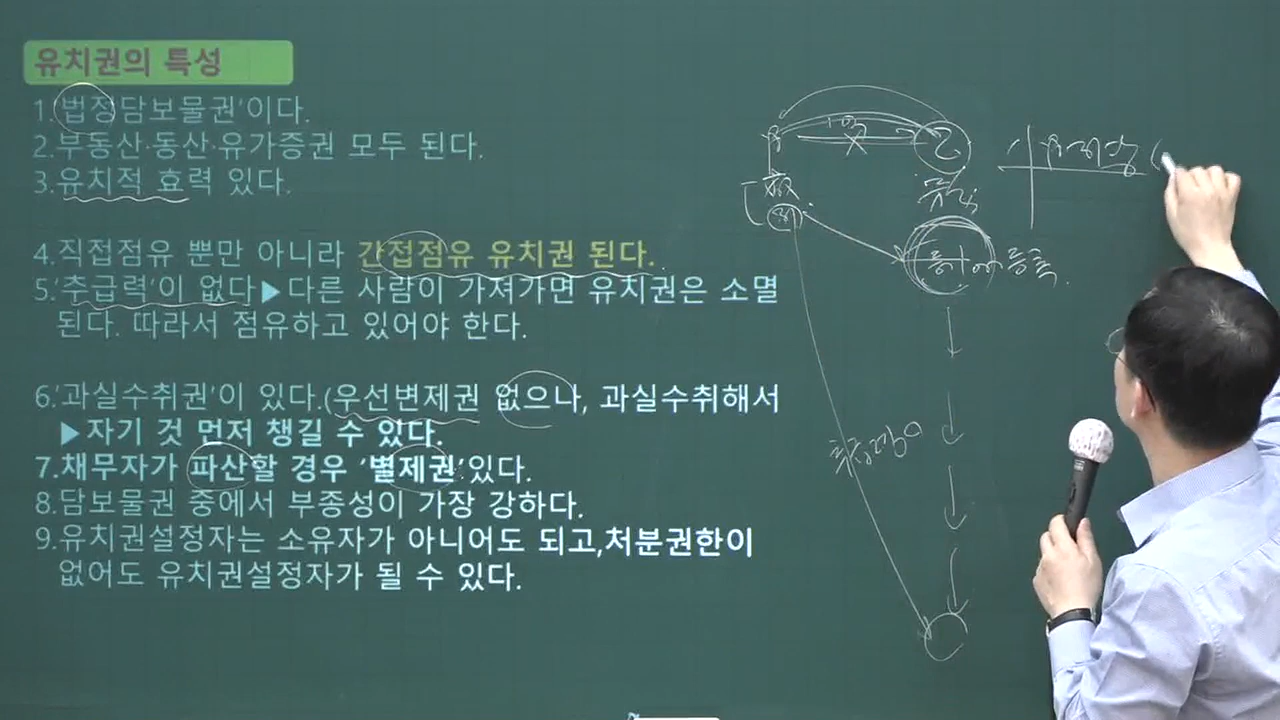 유치권의 특성
1.'법정담보물권'이다.
2.부동산·동산·유가증권 모두 된다.
3.유치적 효력 있다.
4.직접점유 뿐만 아니라 간접점유 유치권 된다.
5.'추급력'이 없다▶다른 사람이 가져가면 유치권은 소멸
된다. 따라서 점유하고 있어야 한다.
6.'과실수취권'이 있다.(우선변제권 없으나, 과실수취해서
▶자기 것 먼저 챙길 수 있다.
7.채무자가 파산할 경우 '별제권'있다.
8.담보물권 중에서 부종성이 가장 강하다.
9.유치권설정자는 소유자가 아니어도 되고,처분권한이
없어도 유치권설정자가 될 수 있다.
乙